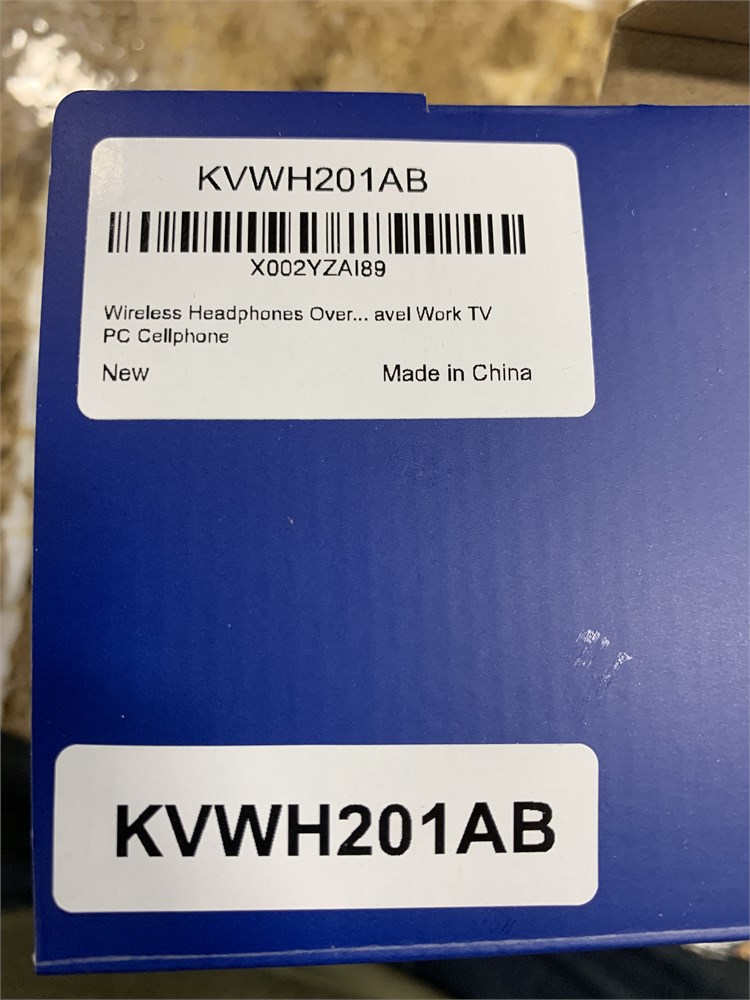 KVWH201AB
X002YZAI89
Wireless Headphones Over... avel Work TV
PC Cellphone
New Made in China
KVWH201AB